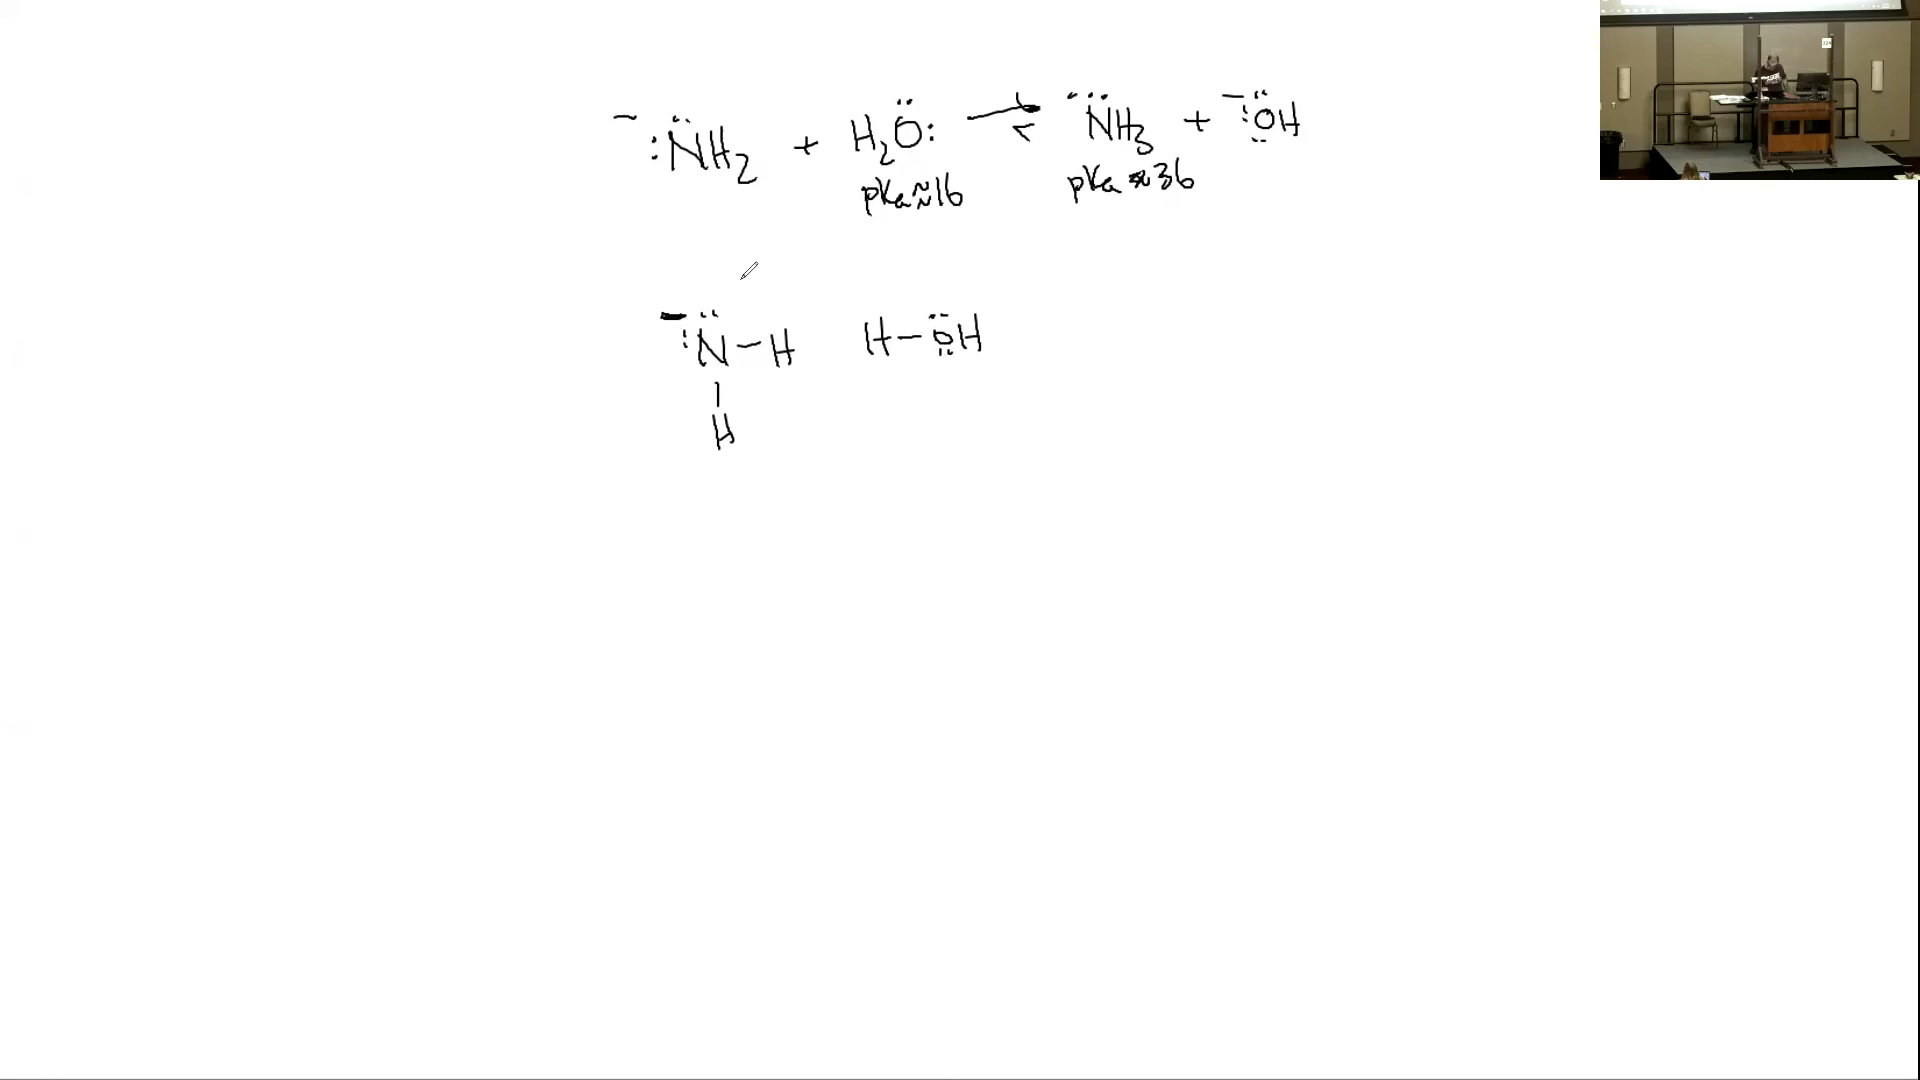 ⁻:N̈H₂ + H₂Ö: ⇌ N̈H₃ + ⁻:ÖH
pKa≈16 pKa≈36
⁻:N̈–H H–ÖH
|
H